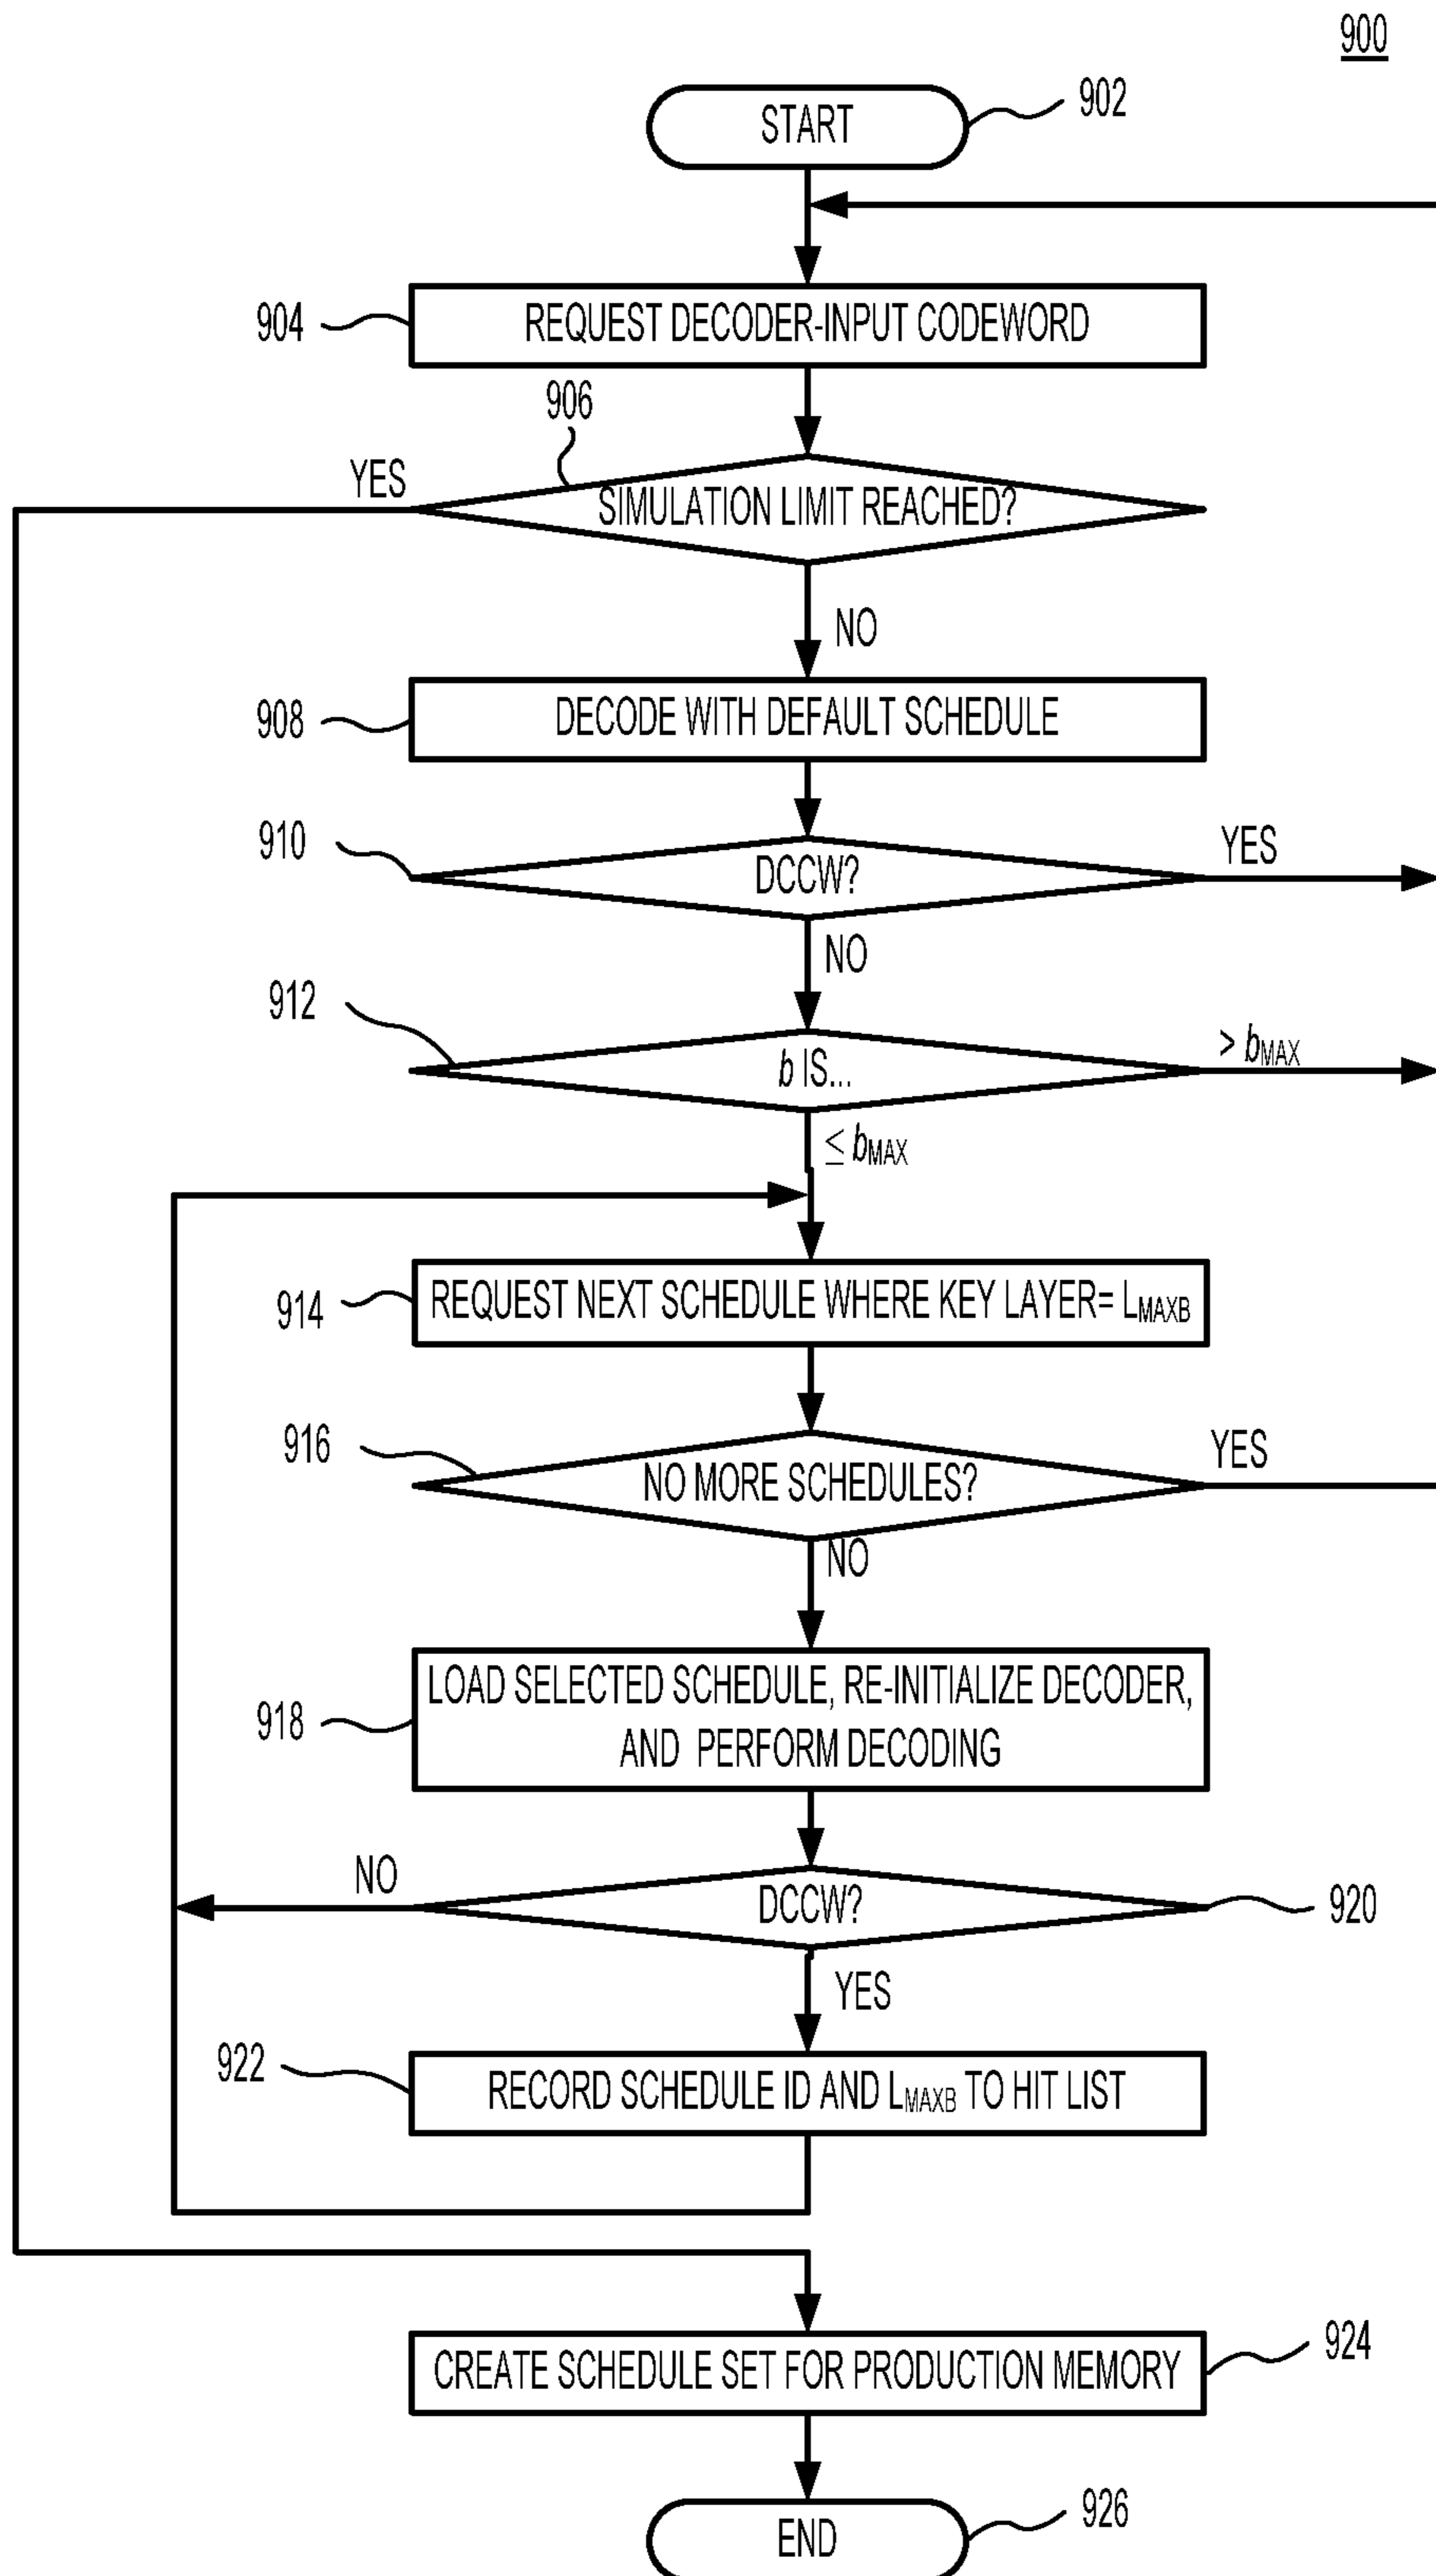 900
START
902
904
REQUEST DECODER-INPUT CODEWORD
906
YES
SIMULATION LIMIT REACHED?
NO
908
DECODE WITH DEFAULT SCHEDULE
910
DCCW?
YES
NO
912
b IS...
> bMAX
≤ bMAX
914
REQUEST NEXT SCHEDULE WHERE KEY LAYER= LMAXB
916
NO MORE SCHEDULES?
YES
NO
918
LOAD SELECTED SCHEDULE, RE-INITIALIZE DECODER,
AND PERFORM DECODING
NO
DCCW?
920
YES
922
RECORD SCHEDULE ID AND LMAXB TO HIT LIST
924
CREATE SCHEDULE SET FOR PRODUCTION MEMORY
END
926